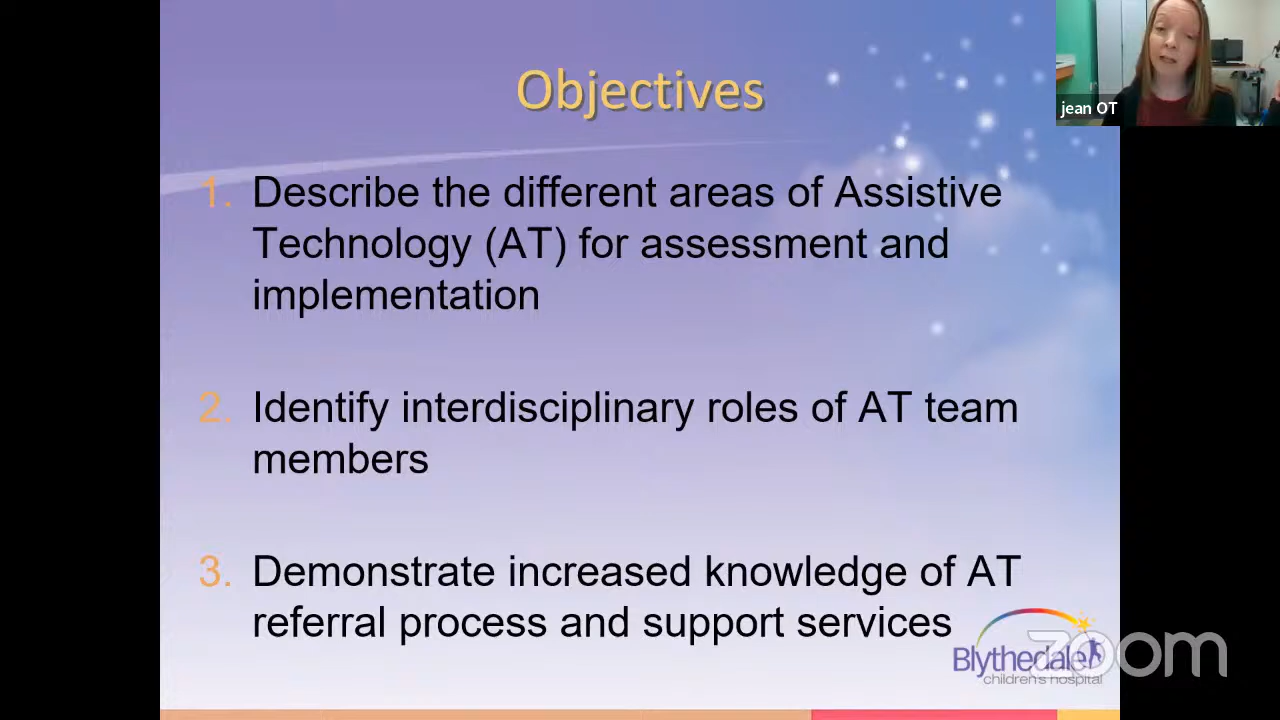 Objectives
jean OT
1. Describe the different areas of Assistive
Technology (AT) for assessment and
implementation
2. Identify interdisciplinary roles of AT team
members
3. Demonstrate increased knowledge of AT
referral process and support services
Blythedale
children's hospital
zoom